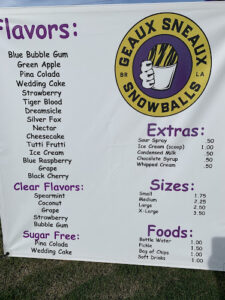 flavors:
Blue Bubble Gum
Green Apple
Pina Colada
Wedding Cake
Strawberry
Tiger Blood
Dreamsicle
Silver Fox
Nectar
Cheesecake
Tutti Frutti
Ice Cream
Blue Raspberry
Grape
Black Cherry
Clear Flavors:
Spearmint
Coconut
Grape
Strawberry
Bubble Gum
Sugar Free:
Pina Colada
Wedding Cake
GEAUX SNEAUX
BR LA
SNOWBALLS
Extras:
Sour Spray .50
Ice Cream (scoop) 1.00
Condensed Milk .50
Chocolate Syrup .50
Whipped Cream .50
Sizes:
Small 1.75
Medium 2.25
Large 2.50
X-Large 3.50
Foods:
Bottle Water 1.00
Pickle 1.50
Bag of Chips 1.00
Soft Drinks 1.00